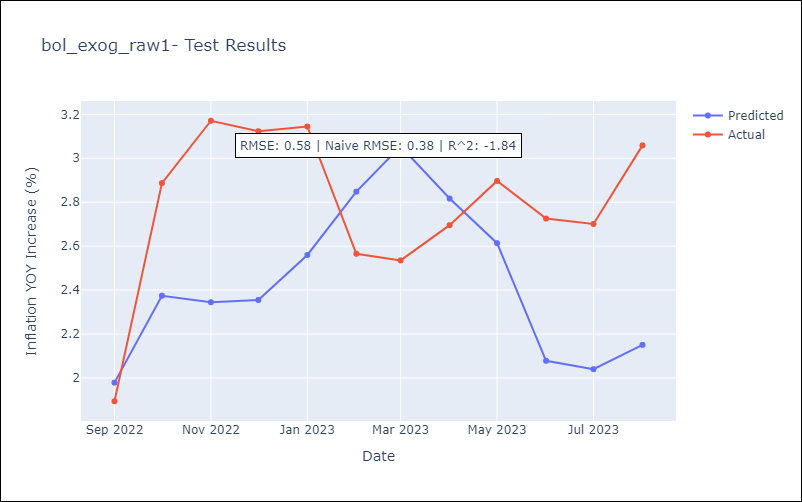 bol_exog_raw1- Test Results
Predicted
Actual
RMSE: 0.58 | Naive RMSE: 0.38 | R^2: -1.84
Inflation YOY Increase (%)
3.2
3
2.8
2.6
2.4
2.2
2
Sep 2022
Nov 2022
Jan 2023
Mar 2023
May 2023
Jul 2023
Date